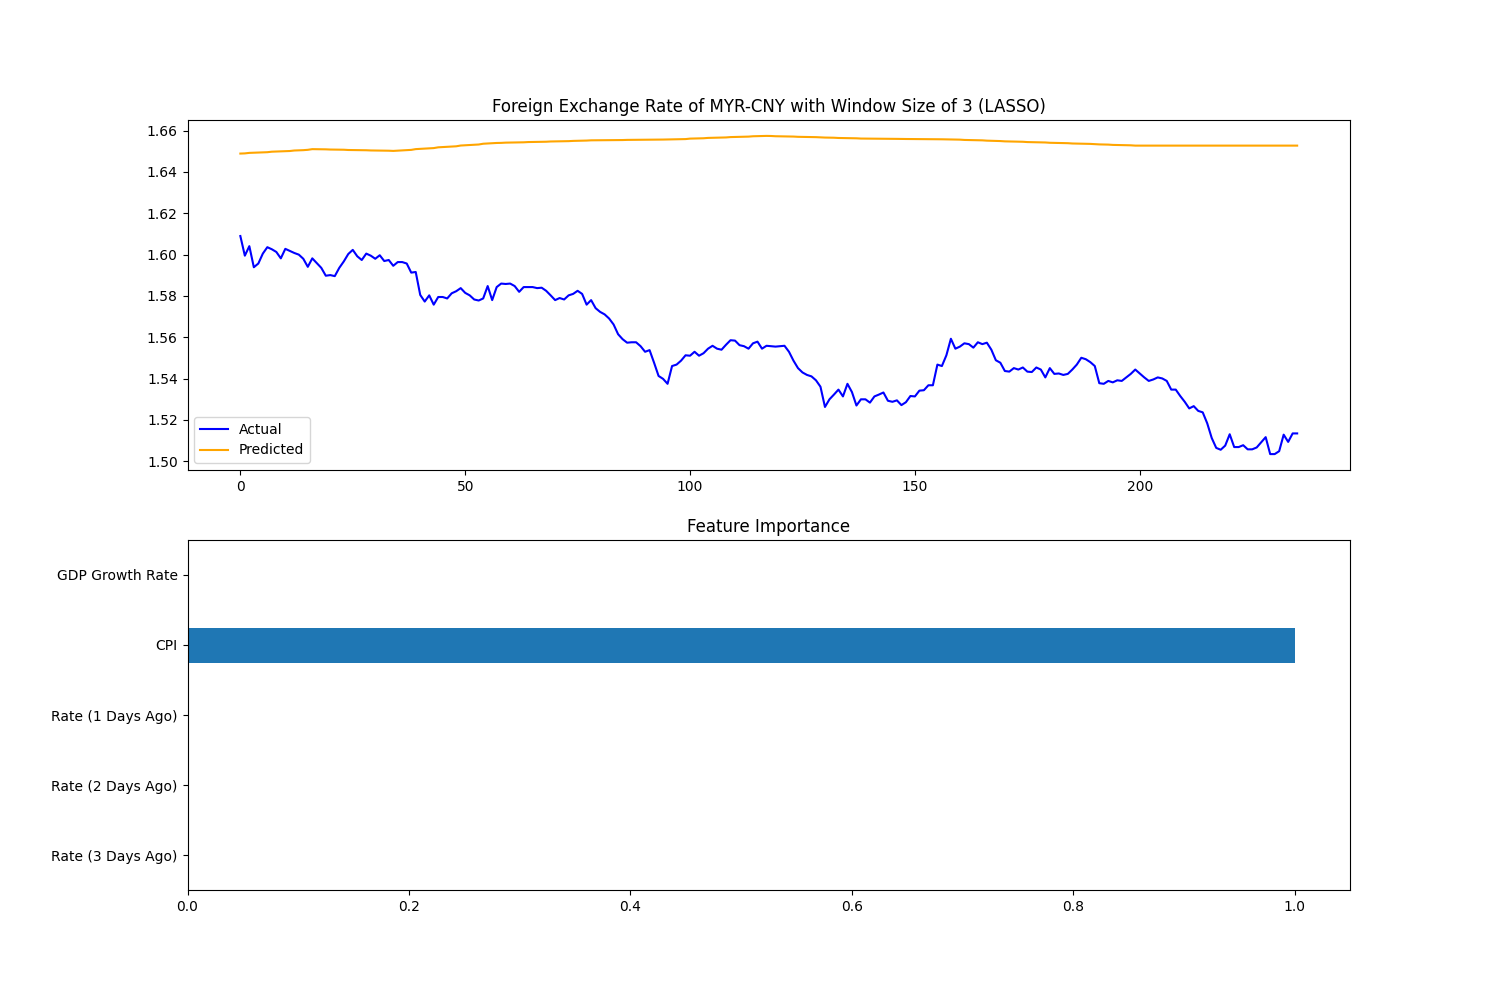 Foreign Exchange Rate of MYR-CNY with Window Size of 3 (LASSO)
1.66
1.64
1.62
1.60
1.58
1.56
1.54
1.52
1.50
Actual
Predicted
0 50 100 150 200
Feature Importance
GDP Growth Rate
CPI
Rate (1 Days Ago)
Rate (2 Days Ago)
Rate (3 Days Ago)
0.0 0.2 0.4 0.6 0.8 1.0